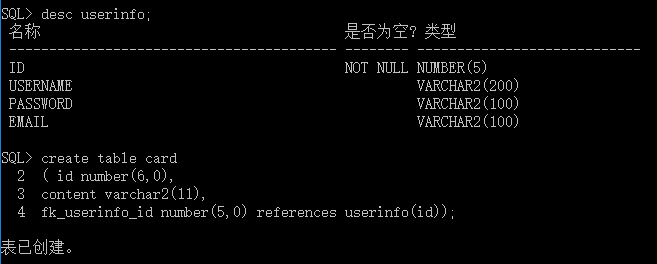 SQL> desc userinfo;
名称 是否为空? 类型
----------------------------------------- -------- ----------------------------
ID NOT NULL NUMBER(5)
USERNAME VARCHAR2(200)
PASSWORD VARCHAR2(100)
EMAIL VARCHAR2(100)
SQL> create table card
2 ( id number(6,0),
3 content varchar2(11),
4 fk_userinfo_id number(5,0) references userinfo(id));
表已创建。